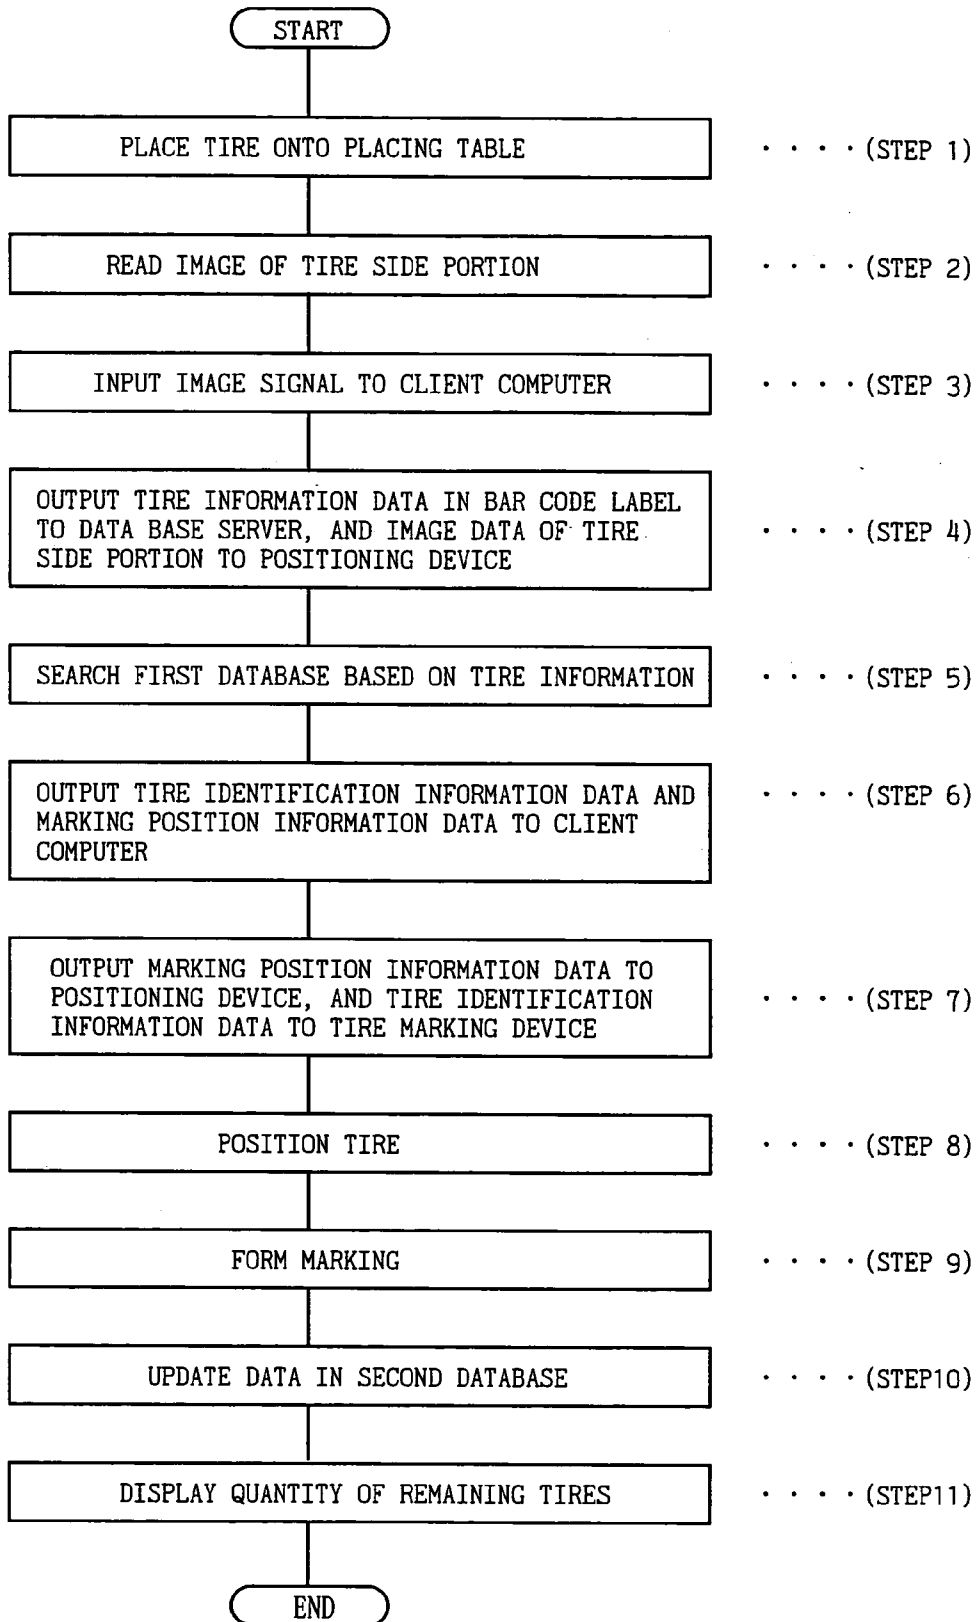 START
PLACE TIRE ONTO PLACING TABLE ････(STEP 1)
READ IMAGE OF TIRE SIDE PORTION ････(STEP 2)
INPUT IMAGE SIGNAL TO CLIENT COMPUTER ････(STEP 3)
OUTPUT TIRE INFORMATION DATA IN BAR CODE LABEL
TO DATA BASE SERVER, AND IMAGE DATA OF TIRE ････(STEP 4)
SIDE PORTION TO POSITIONING DEVICE
SEARCH FIRST DATABASE BASED ON TIRE INFORMATION ････(STEP 5)
OUTPUT TIRE IDENTIFICATION INFORMATION DATA AND ････(STEP 6)
MARKING POSITION INFORMATION DATA TO CLIENT
COMPUTER
OUTPUT MARKING POSITION INFORMATION DATA TO
POSITIONING DEVICE, AND TIRE IDENTIFICATION ････(STEP 7)
INFORMATION DATA TO TIRE MARKING DEVICE
POSITION TIRE ････(STEP 8)
FORM MARKING ････(STEP 9)
UPDATE DATA IN SECOND DATABASE ････(STEP10)
DISPLAY QUANTITY OF REMAINING TIRES ････(STEP11)
END